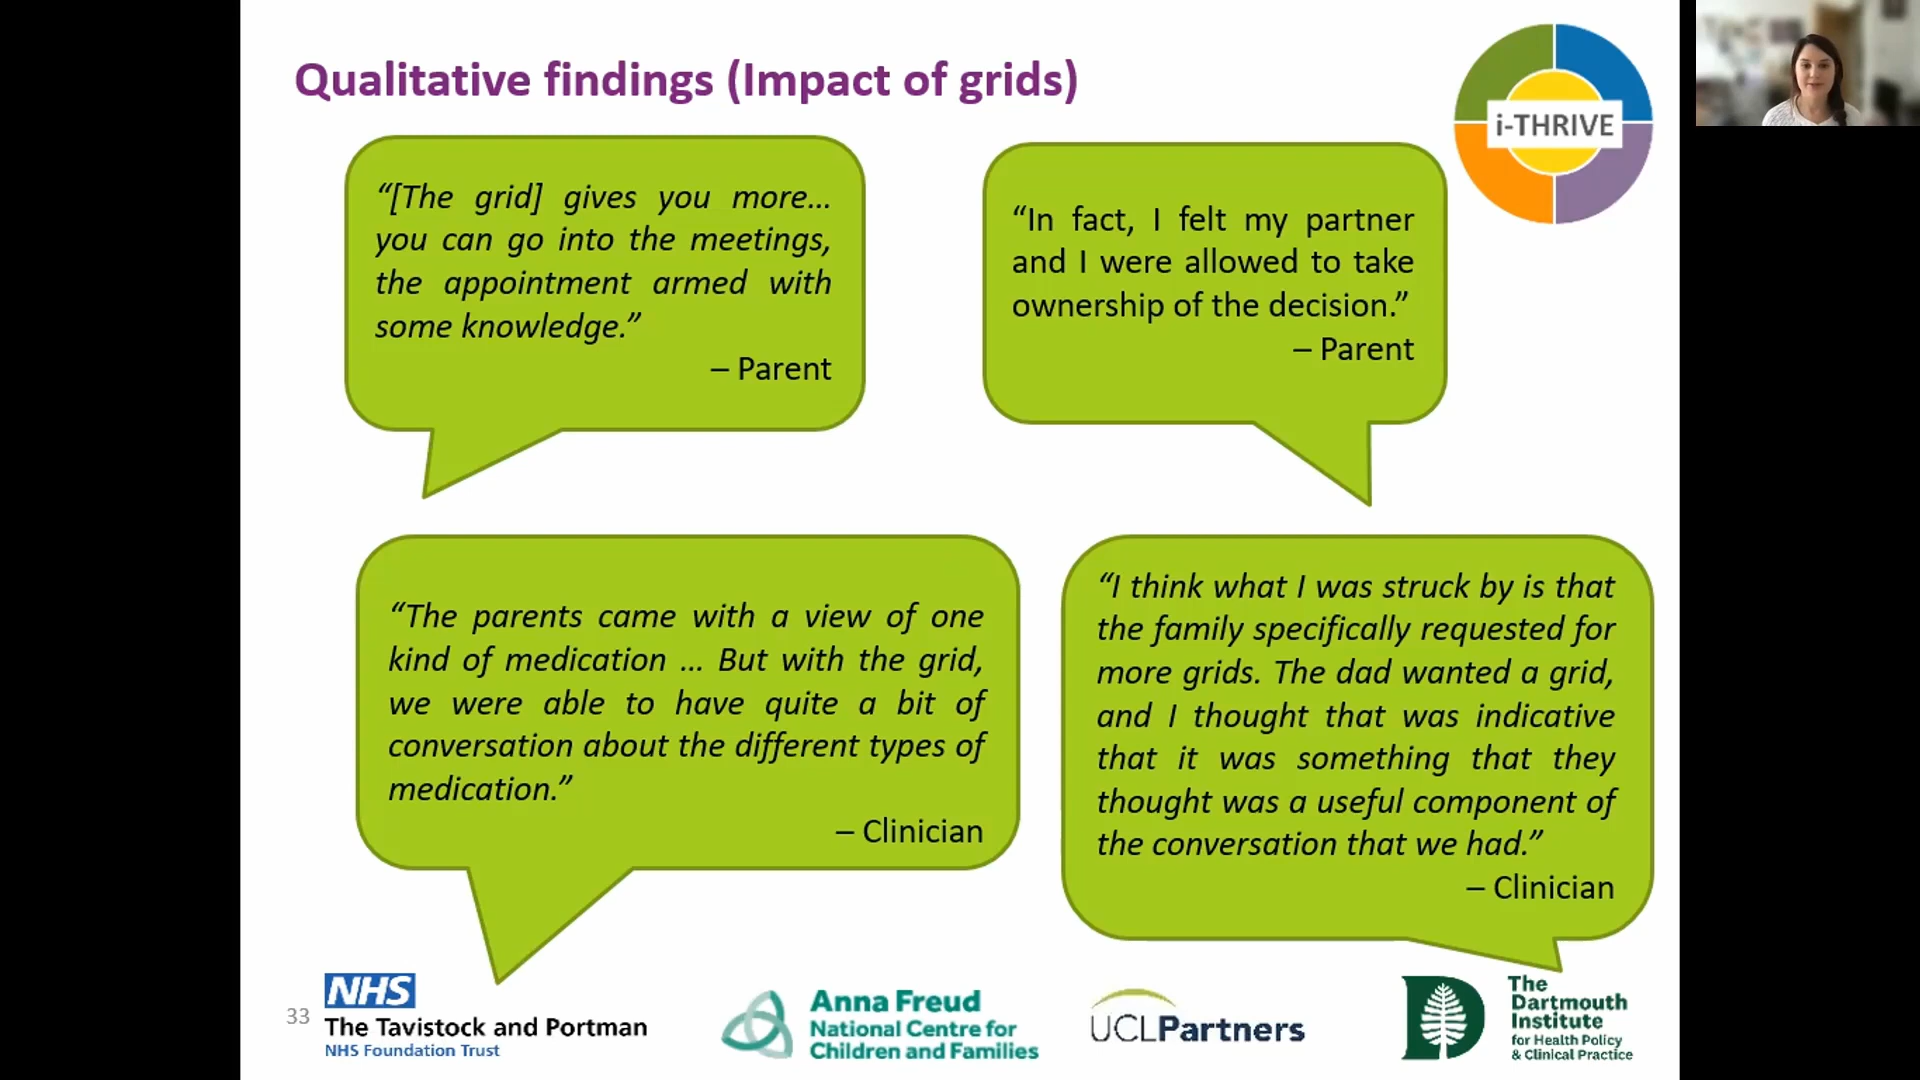 Qualitative findings (Impact of grids)
i-THRIVE
“[The grid] gives you more…
you can go into the meetings,
the appointment armed with
some knowledge.”
– Parent
“In fact, I felt my partner
and I were allowed to take
ownership of the decision.”
– Parent
“The parents came with a view of one
kind of medication … But with the grid,
we were able to have quite a bit of
conversation about the different types of
medication.”
– Clinician
“I think what I was struck by is that
the family specifically requested for
more grids. The dad wanted a grid,
and I thought that was indicative
that it was something that they
thought was a useful component of
the conversation that we had.”
– Clinician
33
NHS
The Tavistock and Portman
NHS Foundation Trust
Anna Freud
National Centre for
Children and Families
UCLPartners
The
Dartmouth
Institute
for Health Policy
& Clinical Practice